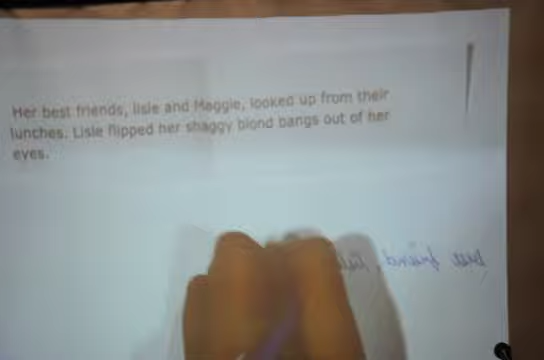 Her best friends, lisle and Maggie, looked up from their
lunches. Lisle flipped her shaggy blond bangs out of her
eyes.
friend,